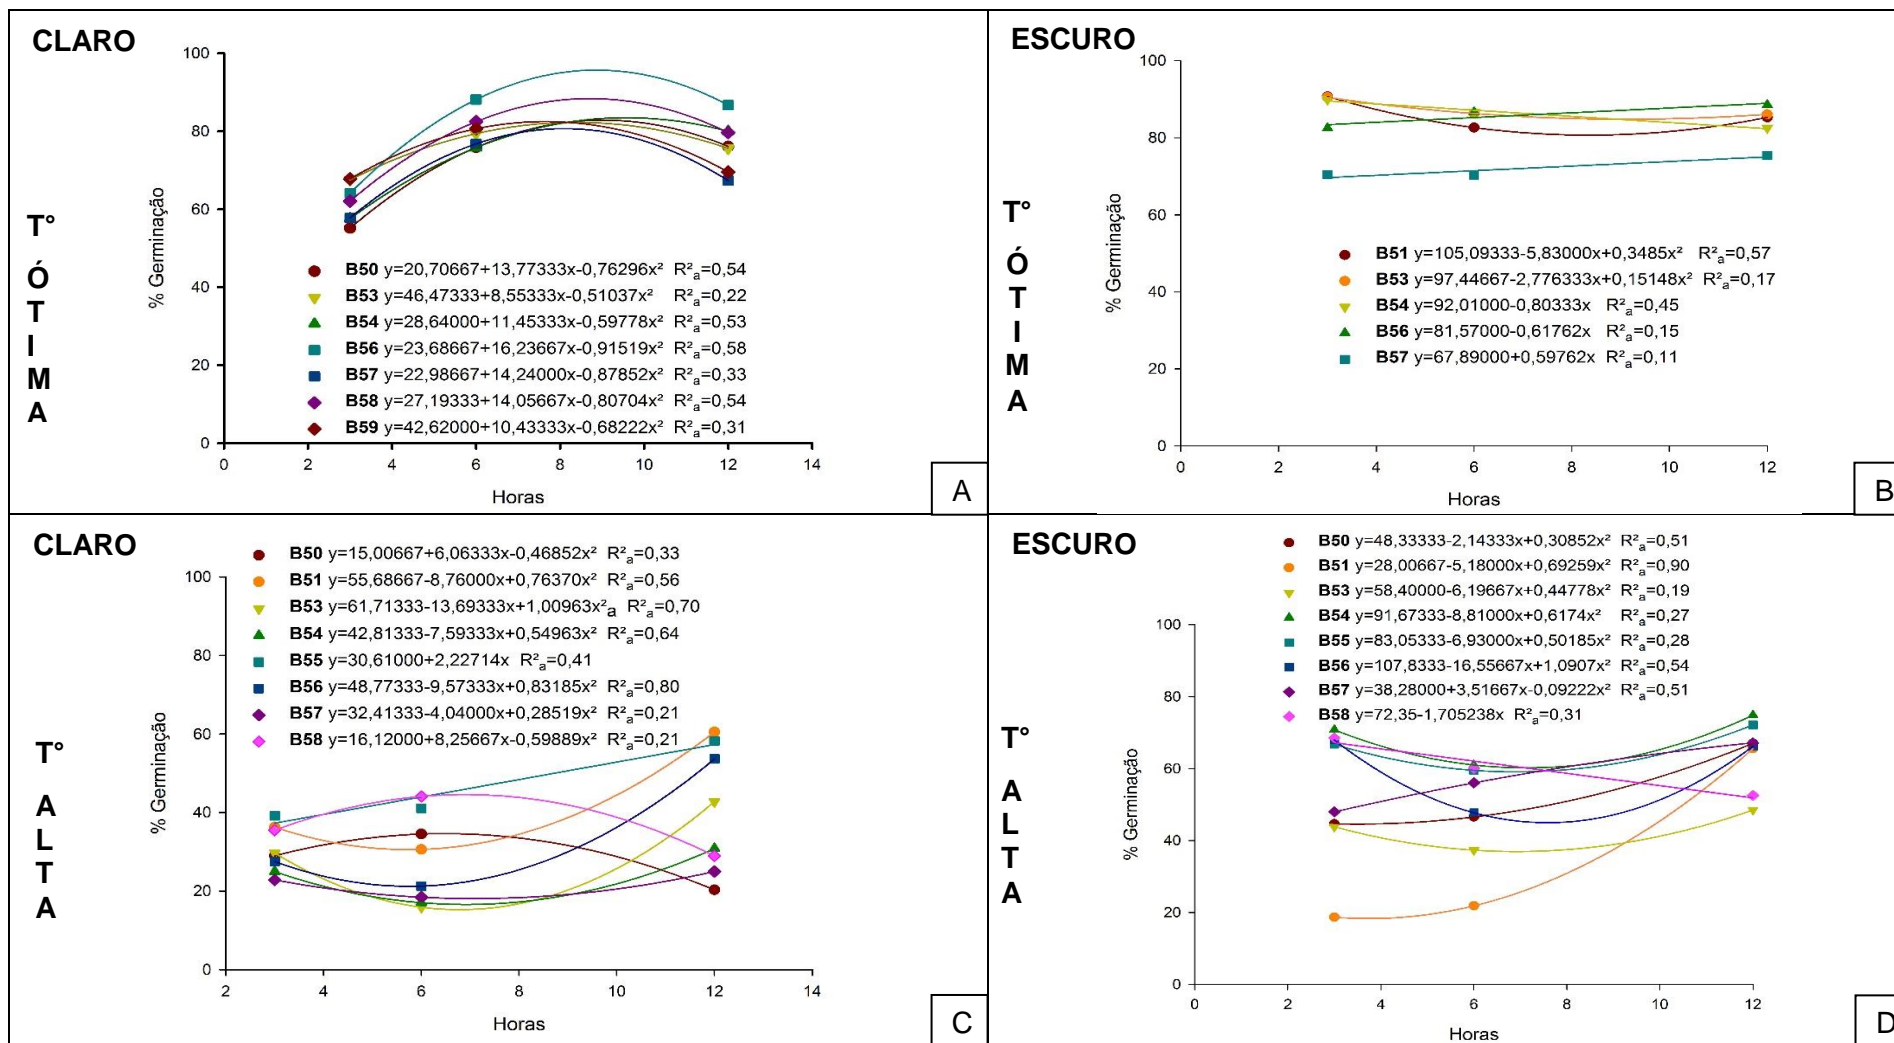 CLARO
T°
Ó
T
I
M
A
% Germinação
100
80
60
40
20
0
B50 y=20,70667+13,77333x-0,76296x² R²ₐ=0,54
B53 y=46,47333+8,55333x-0,51037x² R²ₐ=0,22
B54 y=28,64000+11,45333x-0,59778x² R²ₐ=0,53
B56 y=23,68667+16,23667x-0,91519x² R²ₐ=0,58
B57 y=22,98667+14,24000x-0,87852x² R²ₐ=0,33
B58 y=27,19333+14,05667x-0,80704x² R²ₐ=0,54
B59 y=42,62000+10,43333x-0,68222x² R²ₐ=0,31
0 2 4 6 8 10 12 14
Horas
A
ESCURO
T°
Ó
T
I
M
A
% Germinação
100
80
60
40
20
0
B51 y=105,09333-5,83000x+0,3485x² R²ₐ=0,57
B53 y=97,44667-2,776333x+0,15148x² R²ₐ=0,17
B54 y=92,01000-0,80333x R²ₐ=0,45
B56 y=81,57000-0,61762x R²ₐ=0,15
B57 y=67,89000+0,59762x R²ₐ=0,11
0 2 4 6 8 10 12
Horas
B
CLARO
T°
A
L
T
A
B50 y=15,00667+6,06333x-0,46852x² R²ₐ=0,33
B51 y=55,68667-8,76000x+0,76370x² R²ₐ=0,56
B53 y=61,71333-13,69333x+1,00963x²a R²ₐ=0,70
B54 y=42,81333-7,59333x+0,54963x² R²ₐ=0,64
B55 y=30,61000+2,22714x R²ₐ=0,41
B56 y=48,77333-9,57333x+0,83185x² R²ₐ=0,80
B57 y=32,41333-4,04000x+0,28519x² R²ₐ=0,21
B58 y=16,12000+8,25667x-0,59889x² R²ₐ=0,21
% Germinação
100
80
60
40
20
0
2 4 6 8 10 12 14
Horas
C
ESCURO
T°
A
L
T
A
B50 y=48,33333-2,14333x+0,30852x² R²ₐ=0,51
B51 y=28,00667-5,18000x+0,69259x² R²ₐ=0,90
B53 y=58,40000-6,19667x+0,44778x² R²ₐ=0,19
B54 y=91,67333-8,81000x+0,6174x² R²ₐ=0,27
B55 y=83,05333-6,93000x+0,50185x² R²ₐ=0,28
B56 y=107,8333-16,55667x+1,0907x² R²ₐ=0,54
B57 y=38,28000+3,51667x-0,09222x² R²ₐ=0,51
B58 y=72,35-1,705238x R²ₐ=0,31
% Germinação
100
80
60
40
20
0
0 2 4 6 8 10 12
Horas
D